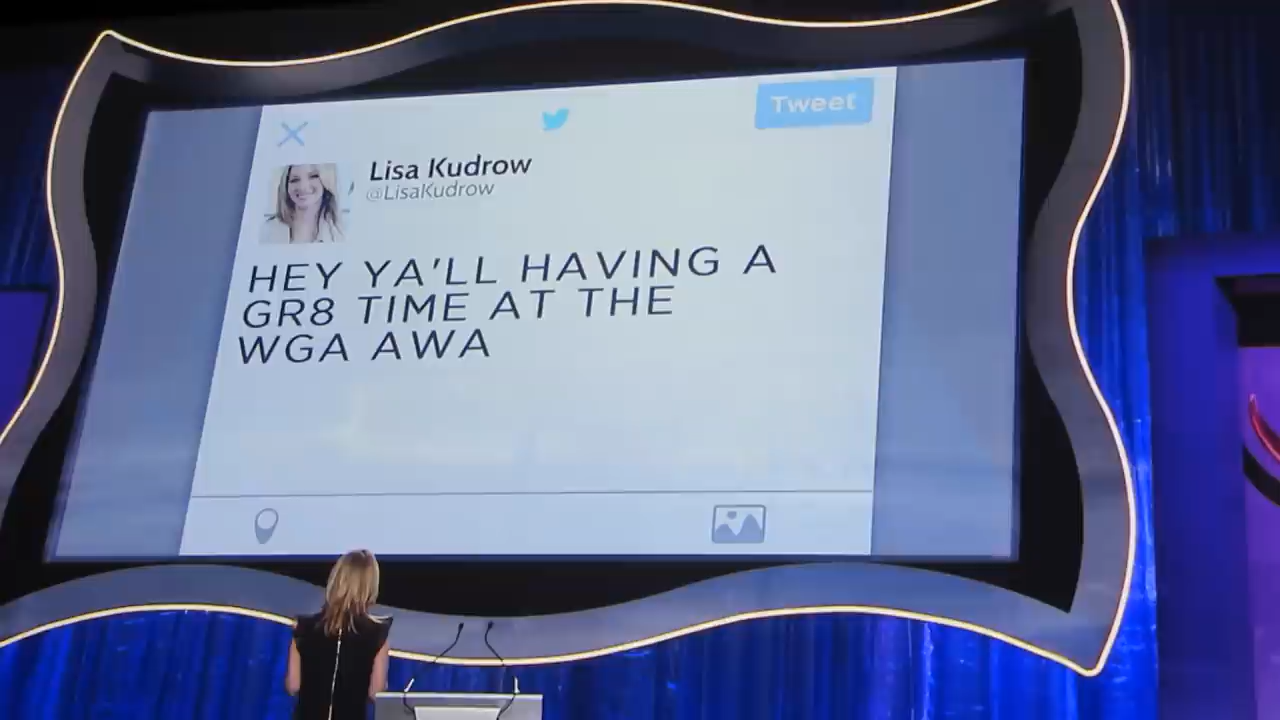 Tweet
Lisa Kudrow
@LisaKudrow
HEY YA'LL HAVING A
GR8 TIME AT THE
WGA AWA